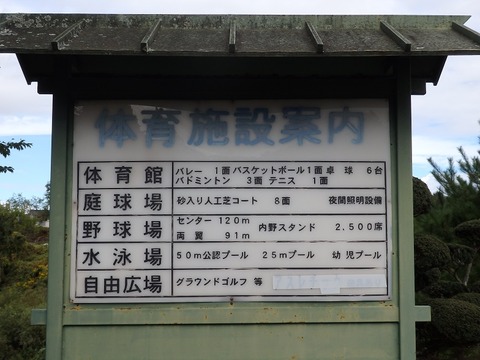 体育施設案内
体育館 バレー 1面 バスケットボール 1面 卓球 6台
バドミントン 3面 テニス 1面
庭球場 砂入り人工芝コート 8面 夜間照明設備
野球場 センター 120m 内野スタンド 2,500席
両翼 91m
水泳場 50m公認プール 25mプール 幼児プール
自由広場 グラウンドゴルフ 等